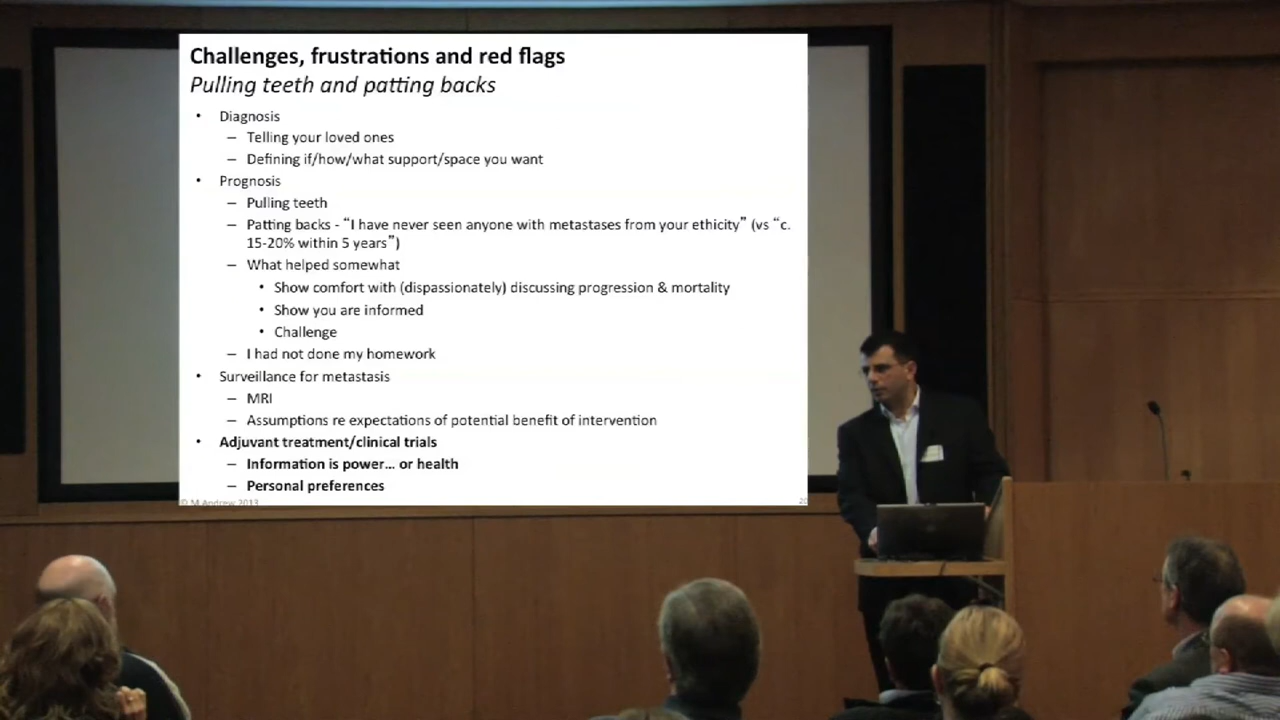 Challenges, frustrations and red flags
Pulling teeth and patting backs
• Diagnosis
– Telling your loved ones
– Defining if/how/what support/space you want
• Prognosis
– Pulling teeth
– Patting backs - “I have never seen anyone with metastases from your ethicity” (vs “c.
15-20% within 5 years”)
– What helped somewhat
• Show comfort with (dispassionately) discussing progression & mortality
• Show you are informed
• Challenge
– I had not done my homework
• Surveillance for metastasis
– MRI
– Assumptions re expectations of potential benefit of intervention
• Adjuvant treatment/clinical trials
– Information is power... or health
– Personal preferences
© M Andrew 2013
20